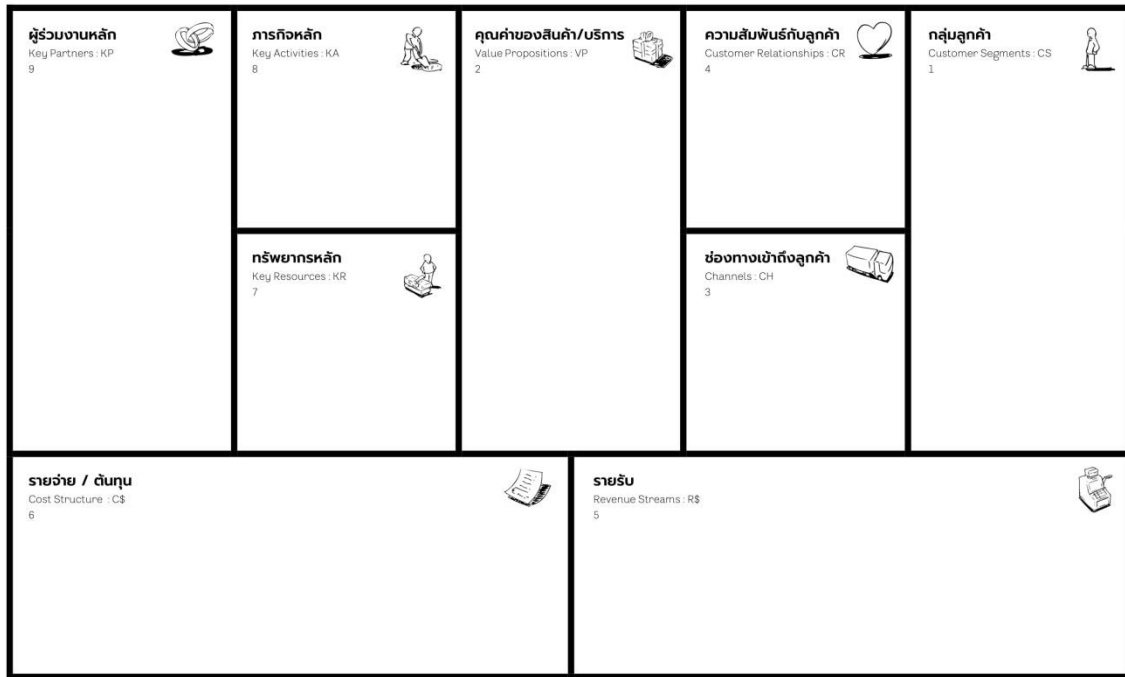 ผู้ร่วมงานหลัก
Key Partners : KP
9
ภารกิจหลัก
Key Activities : KA
8
ทรัพยากรหลัก
Key Resources : KR
7
คุณค่าของสินค้า/บริการ
Value Propositions : VP
2
ความสัมพันธ์กับลูกค้า
Customer Relationships : CR
4
ช่องทางเข้าถึงลูกค้า
Channels : CH
3
กลุ่มลูกค้า
Customer Segments : CS
1
รายจ่าย / ต้นทุน
Cost Structure : C$
6
รายรับ
Revenue Streams : R$
5